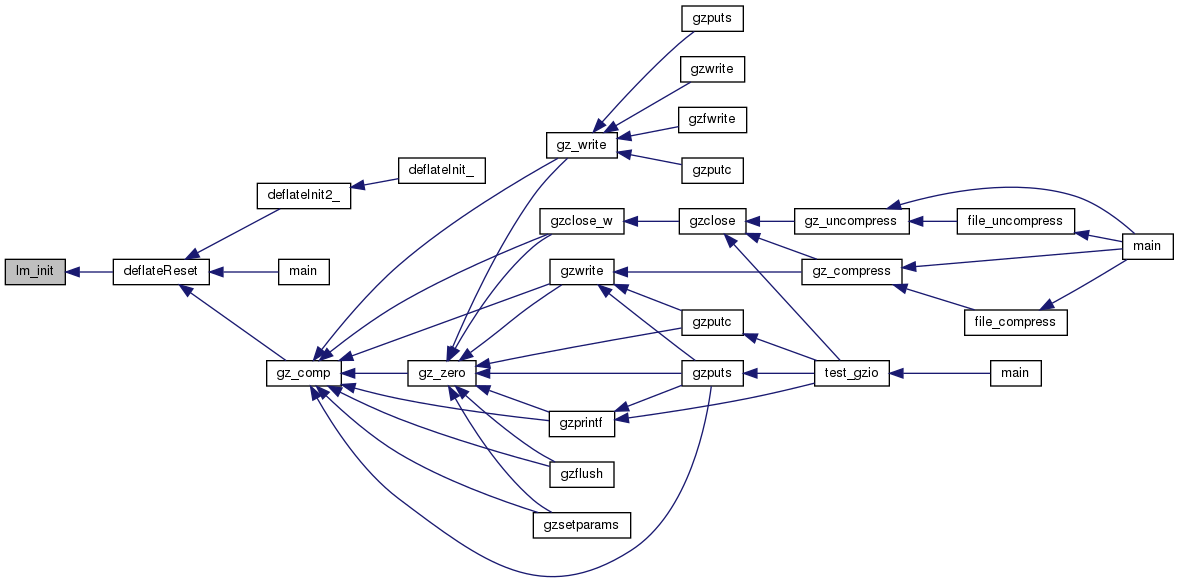 gzputs
gzwrite
gzfwrite
gz_write
gzputc
deflateInit_
deflateInit2_
gzclose_w
gzclose
gz_uncompress
file_uncompress
main
lm_init
deflateReset
main
gzwrite
gz_compress
gzputc
file_compress
gz_comp
gz_zero
gzputs
test_gzio
main
gzprintf
gzflush
gzsetparams